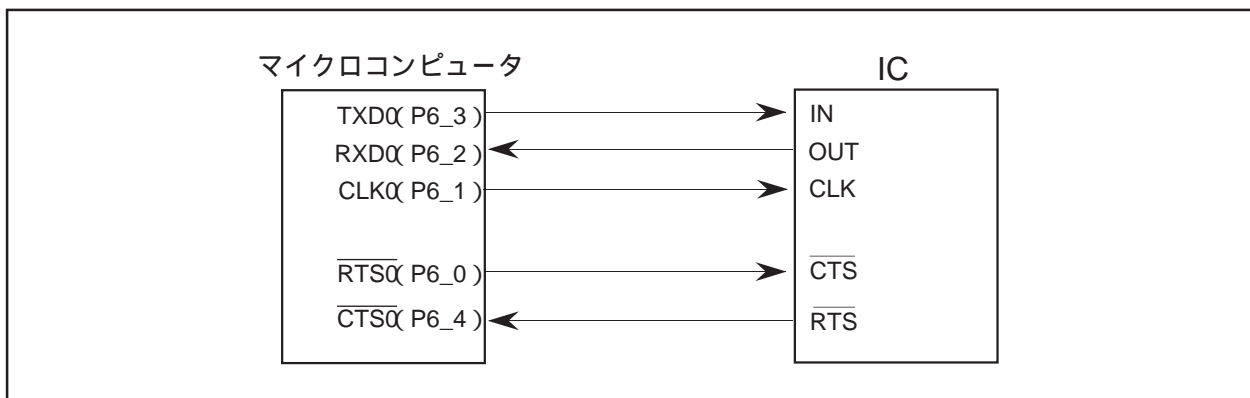 マイクロコンピュータ
TXD0( P6_3 )
RXD0( P6_2 )
CLK0( P6_1 )
RTS0( P6_0 )
CTS0( P6_4 )
IC
IN
OUT
CLK
CTS
RTS